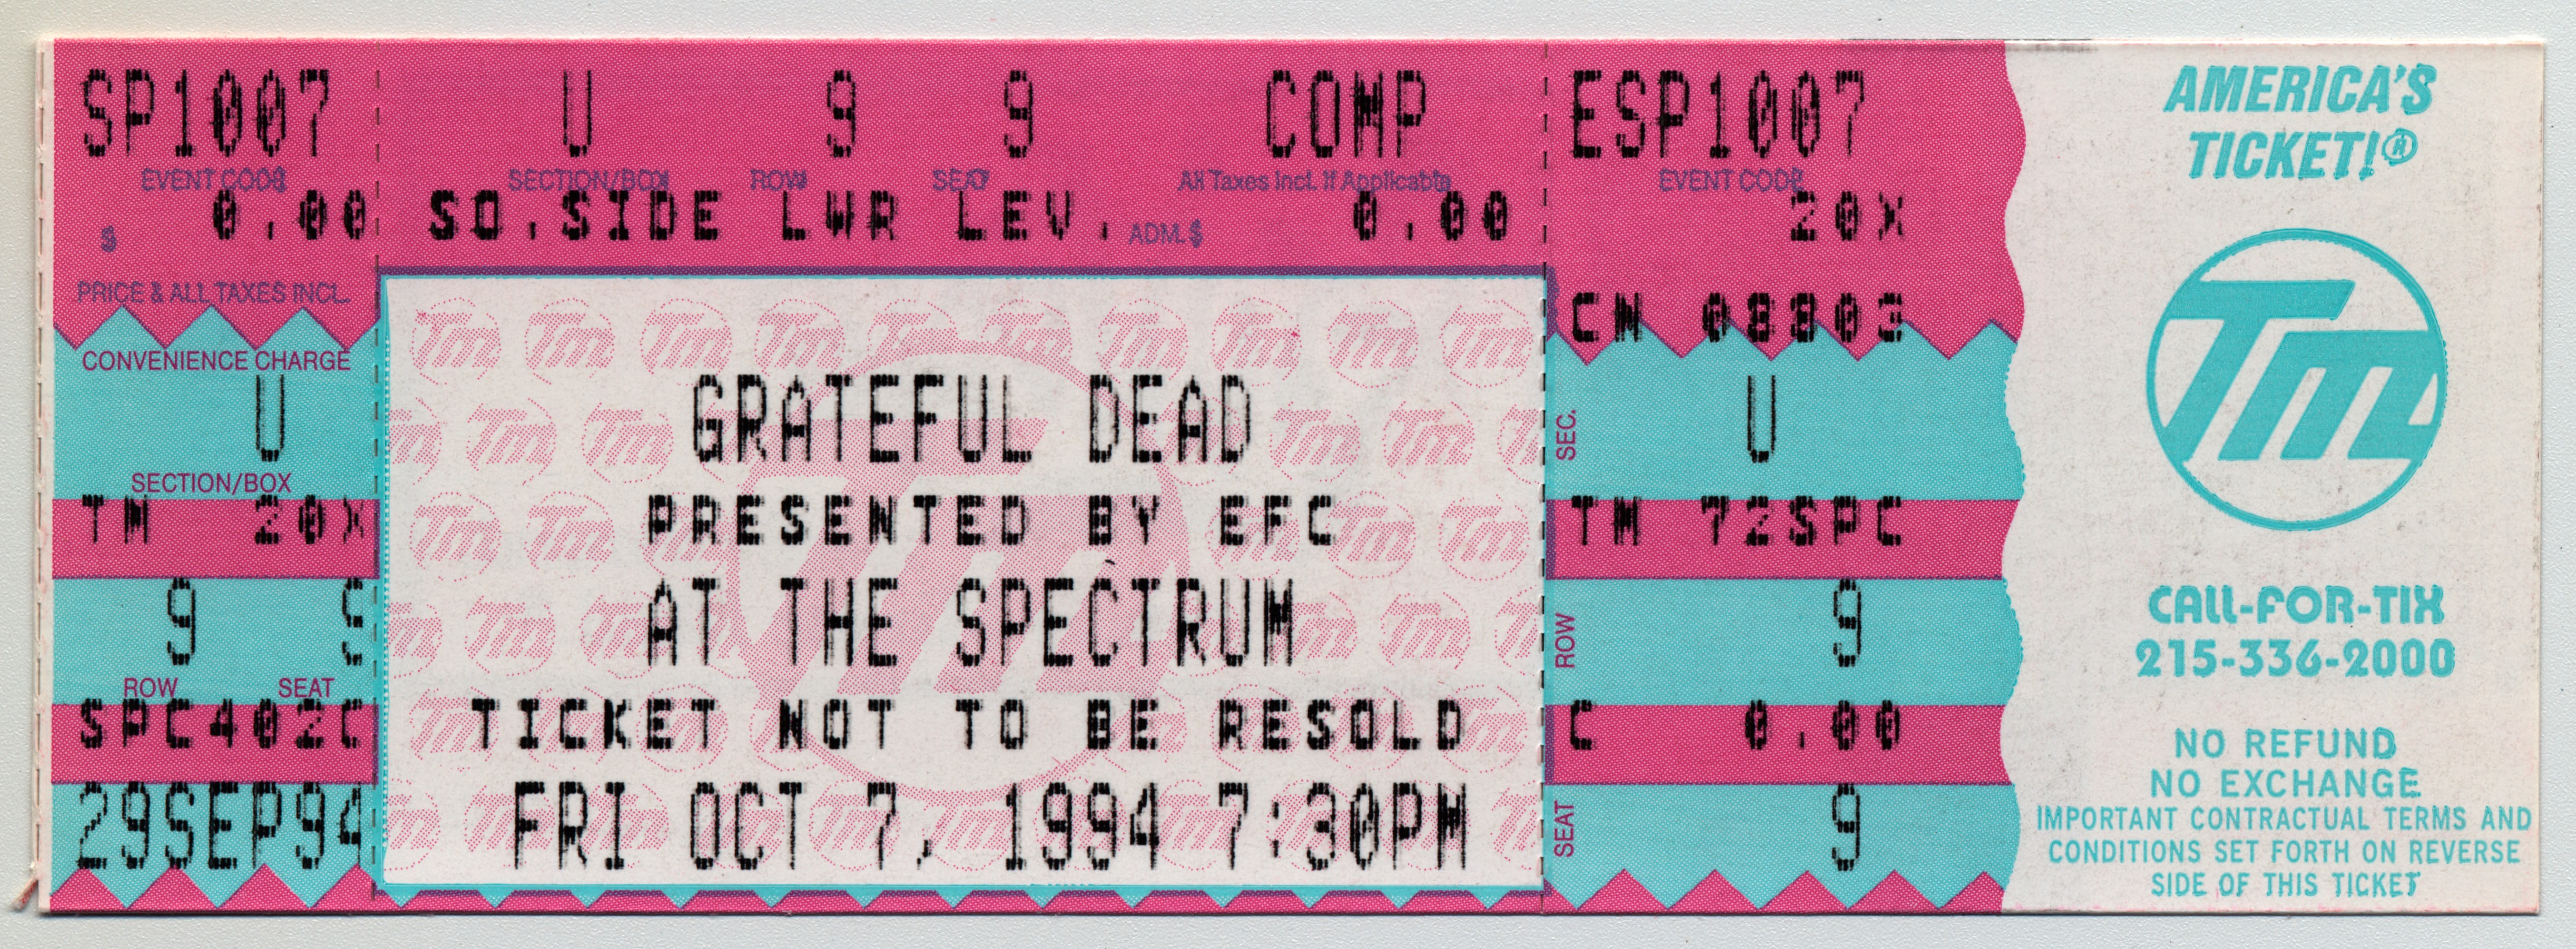 SP1007
EVENT CODE
$ 0.00
PRICE & ALL TAXES INCL.
CONVENIENCE CHARGE
U
SECTION/BOX
TM 20X
9 9
ROW SEAT
SPC402C
29SEP94
U 9 9 COMP
SECTION/BOX ROW SEAT All Taxes Incl. If Applicable
SO.SIDE LWR LEV. ADM.$ 0.00
GRATEFUL DEAD
PRESENTED BY EFC
AT THE SPECTRUM
TICKET NOT TO BE RESOLD
FRI OCT 7, 1994 7:30PM
ESP1007
EVENT CODE
20X
CN 08803
SEC. U
TM 72SPC
ROW 9
C 0.00
SEAT 9
AMERICA'S
TICKET!®
Tm
CALL-FOR-TIX
215-336-2000
NO REFUND
NO EXCHANGE
IMPORTANT CONTRACTUAL TERMS AND
CONDITIONS SET FORTH ON REVERSE
SIDE OF THIS TICKET